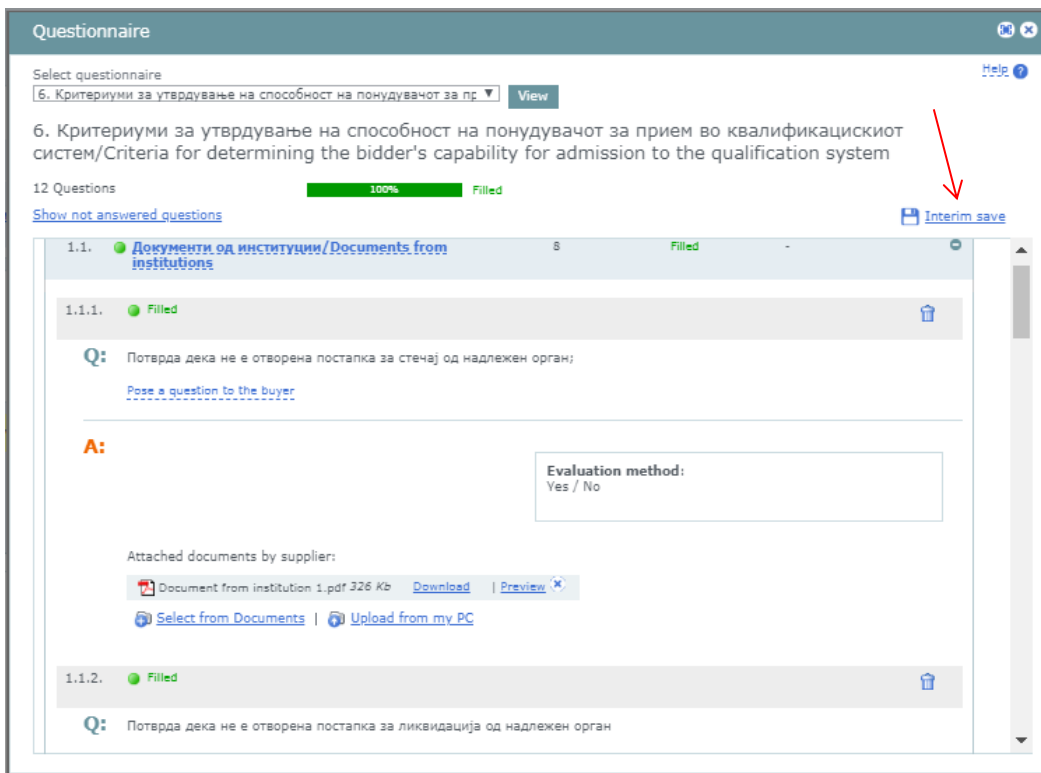 Questionnaire
Help
Select questionnaire
6. Критериуми за утврдување на способност на понудувачот за пр
View
6. Критериуми за утврдување на способност на понудувачот за прием во квалификацискиот
систем/Criteria for determining the bidder's capability for admission to the qualification system
12 Questions 100% Filled
Show not answered questions Interim save
1.1. Документи од институции/Documents from 8 Filled -
institutions
1.1.1. Filled
Q: Потврда дека не е отворена постапка за стечај од надлежен орган;
Pose a question to the buyer
A:
Evaluation method:
Yes / No
Attached documents by supplier:
Document from institution 1.pdf 326 Kb Download | Preview
Select from Documents | Upload from my PC
1.1.2. Filled
Q: Потврда дека не е отворена постапка за ликвидација од надлежен орган